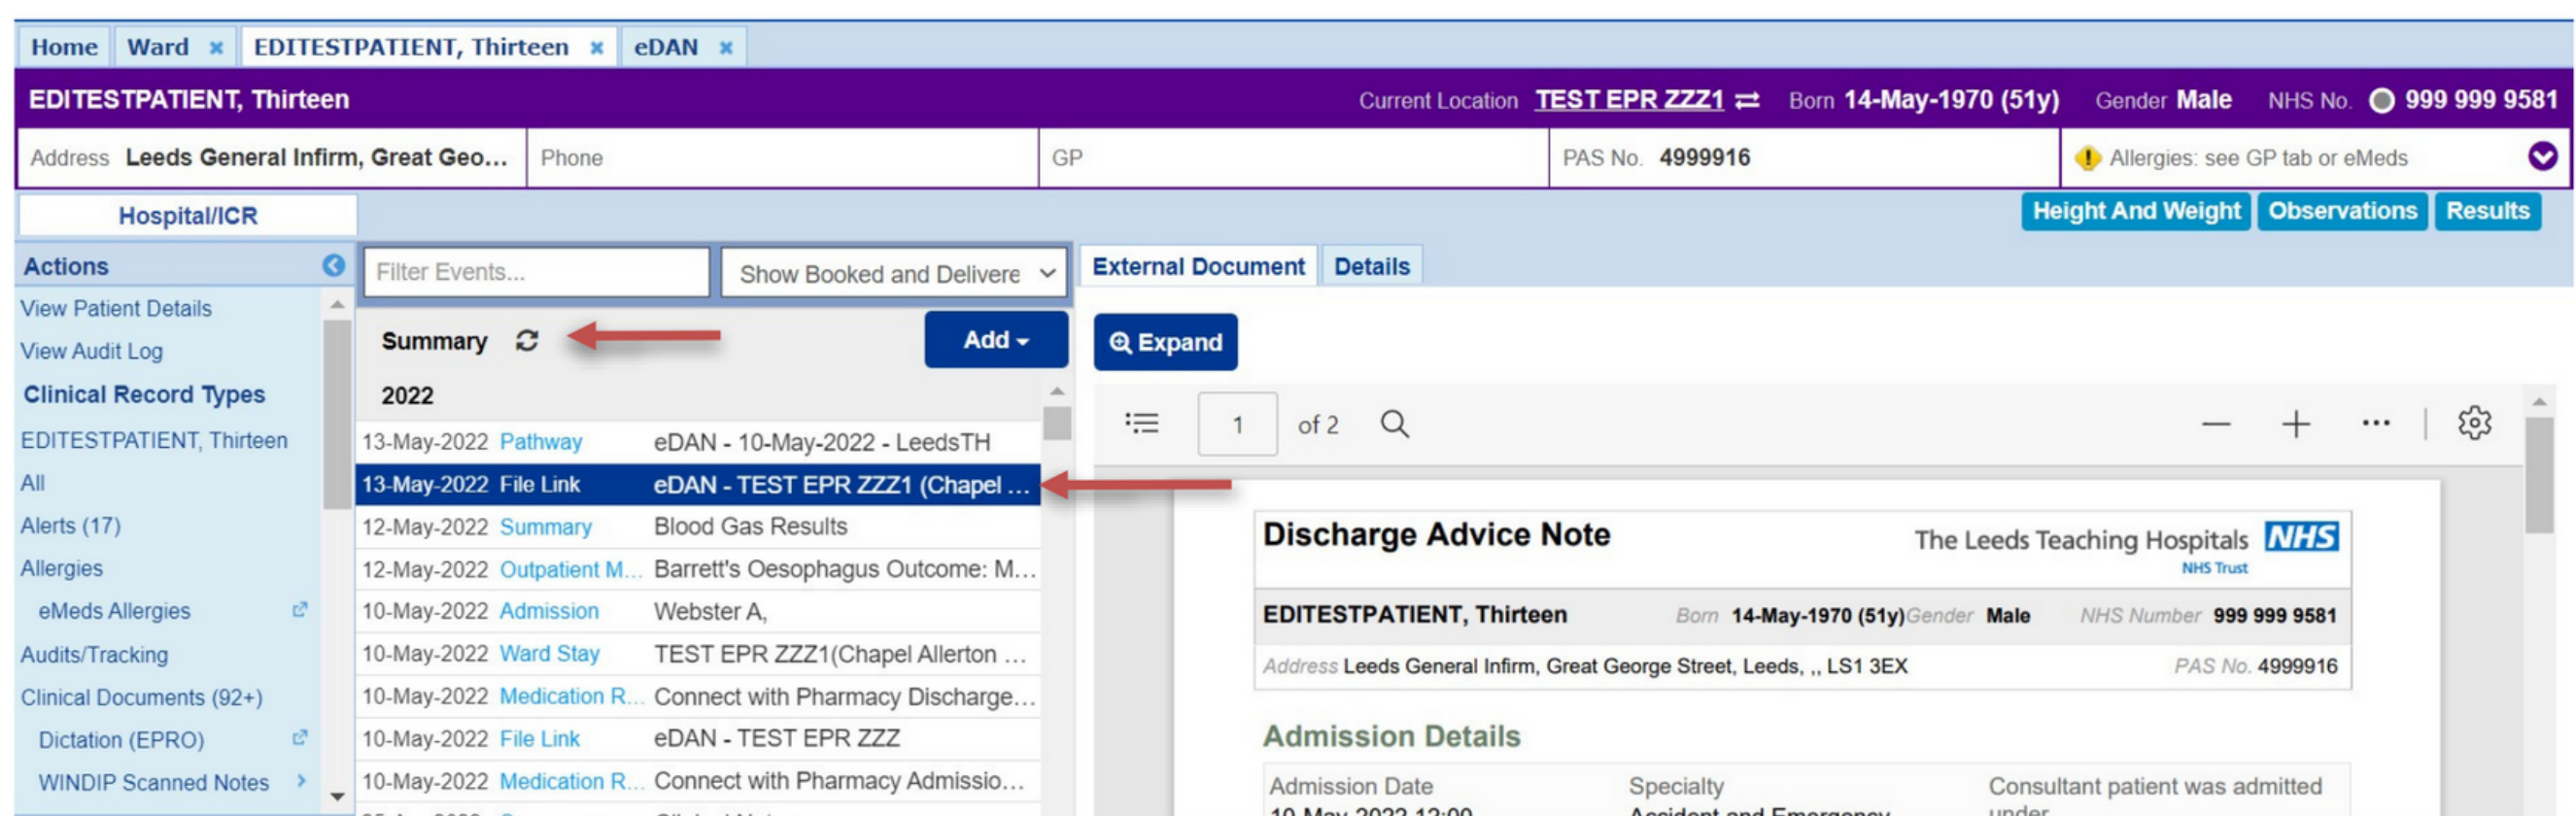 Home Ward × EDITESTPATIENT, Thirteen × eDAN ×
EDITESTPATIENT, Thirteen Current Location TEST EPR ZZZ1 Born 14-May-1970 (51y) Gender Male NHS No. 999 999 9581
Address Leeds General Infirm, Great Geo... Phone GP PAS No. 4999916 Allergies: see GP tab or eMeds
Hospital/ICR
Height And Weight Observations Results
Actions
View Patient Details
View Audit Log
Clinical Record Types
EDITESTPATIENT, Thirteen
All
Alerts (17)
Allergies
eMeds Allergies
Audits/Tracking
Clinical Documents (92+)
Dictation (EPRO)
WINDIP Scanned Notes
Filter Events... Show Booked and Delivere
Summary Add
2022
13-May-2022 Pathway eDAN - 10-May-2022 - LeedsTH
13-May-2022 File Link eDAN - TEST EPR ZZZ1 (Chapel ...
12-May-2022 Summary Blood Gas Results
12-May-2022 Outpatient M... Barrett's Oesophagus Outcome: M...
10-May-2022 Admission Webster A,
10-May-2022 Ward Stay TEST EPR ZZZ1(Chapel Allerton ...
10-May-2022 Medication R... Connect with Pharmacy Discharge...
10-May-2022 File Link eDAN - TEST EPR ZZZ
10-May-2022 Medication R... Connect with Pharmacy Admissio...
External Document Details
Expand
1 of 2
Discharge Advice Note The Leeds Teaching Hospitals NHS
NHS Trust
EDITESTPATIENT, Thirteen Born 14-May-1970 (51y)Gender Male NHS Number 999 999 9581
Address Leeds General Infirm, Great George Street, Leeds, ,, LS1 3EX PAS No. 4999916
Admission Details
Admission Date Specialty Consultant patient was admitted
10-May-2022 12:00 Accident and Emergency under